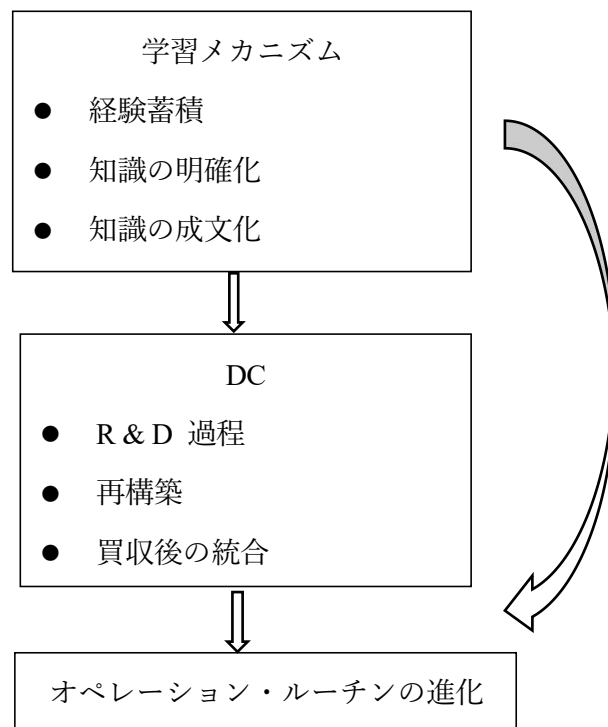 学習メカニズム
● 経験蓄積
● 知識の明確化
● 知識の成文化
DC
● R & D 過程
● 再構築
● 買収後の統合
オペレーション・ルーチンの進化